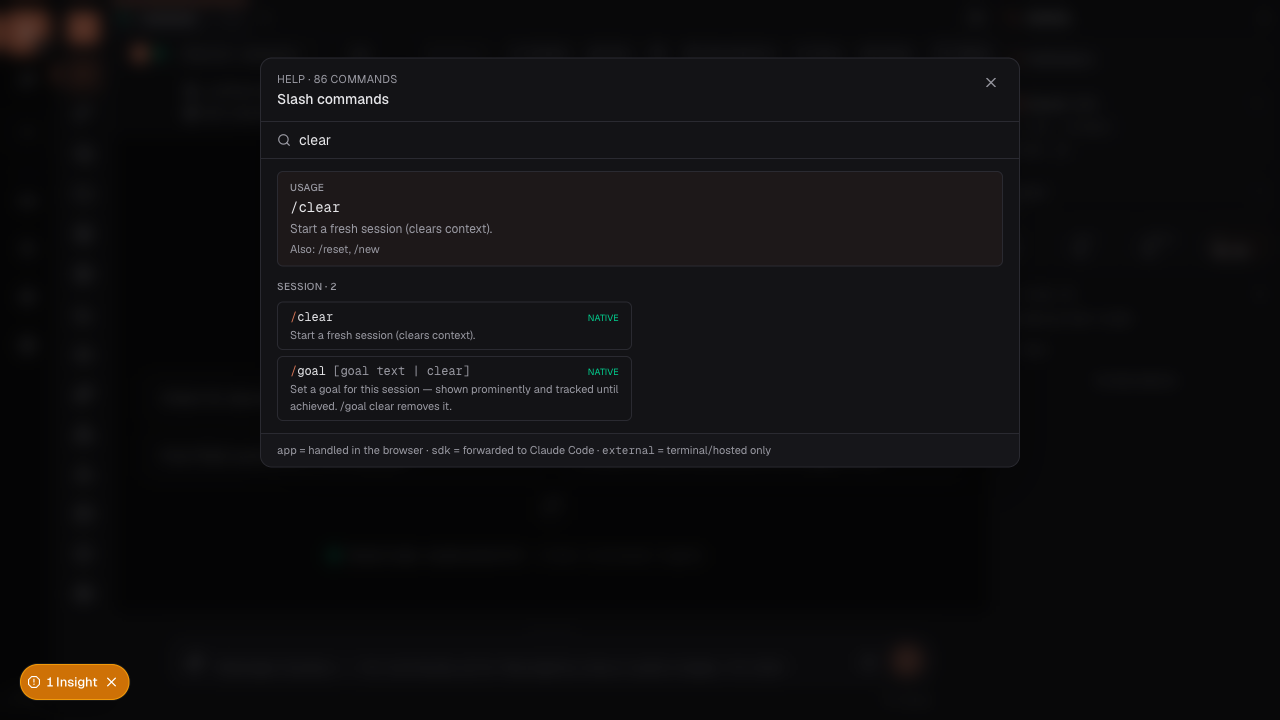 HELP · 86 COMMANDS
Slash commands
clear
USAGE
/clear
Start a fresh session (clears context).
Also: /reset, /new
SESSION · 2
/clear NATIVE
Start a fresh session (clears context).
/goal [goal text | clear] NATIVE
Set a goal for this session — shown prominently and tracked until
achieved. /goal clear removes it.
app = handled in the browser · sdk = forwarded to Claude Code · external = terminal/hosted only
1 Insight